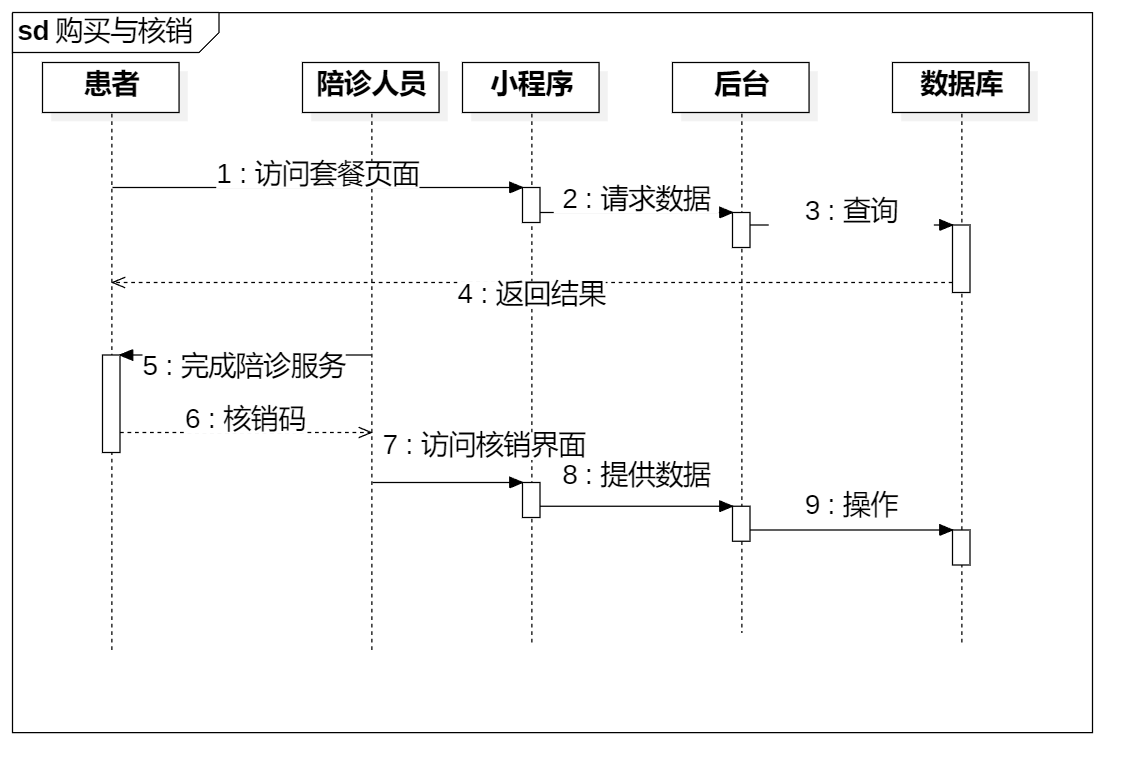 sd 购买与核销
患者
陪诊人员
小程序
后台
数据库
1 : 访问套餐页面
2 : 请求数据
3 : 查询
4 : 返回结果
5 : 完成陪诊服务
6 : 核销码
7 : 访问核销界面
8 : 提供数据
9 : 操作